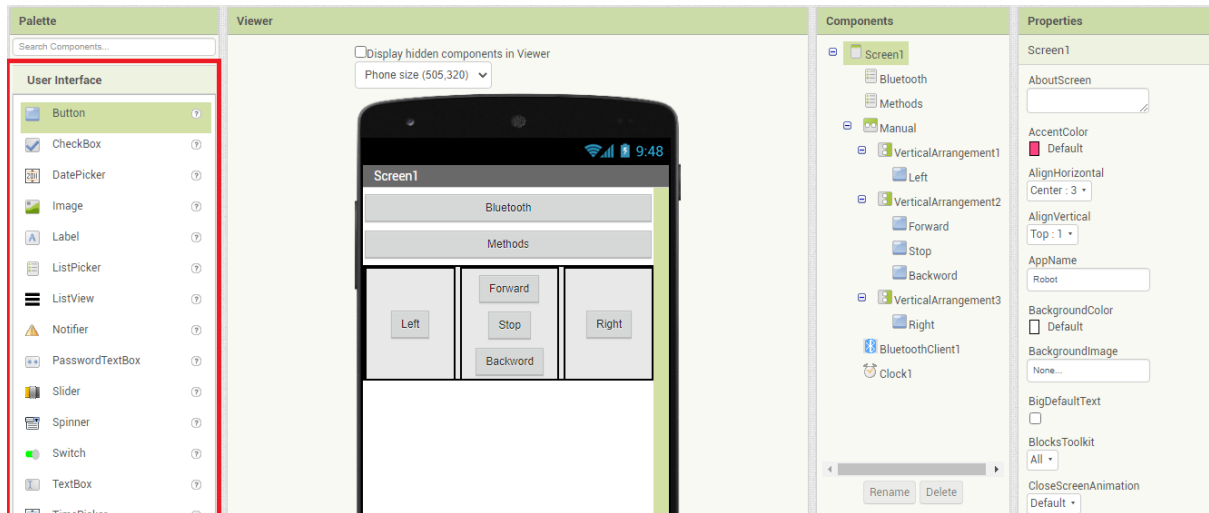 Palette
Search Components...
User Interface
Button
CheckBox
DatePicker
Image
Label
ListPicker
ListView
Notifier
PasswordTextBox
Slider
Spinner
Switch
TextBox
TimePicker
Viewer
Display hidden components in Viewer
Phone size (505,320)
9:48
Screen1
Bluetooth
Methods
Left
Forward
Stop
Backword
Right
Components
Screen1
Bluetooth
Methods
Manual
VerticalArrangement1
Left
VerticalArrangement2
Forward
Stop
Backword
VerticalArrangement3
Right
BluetoothClient1
Clock1
Rename Delete
Properties
Screen1
AboutScreen
AccentColor
Default
AlignHorizontal
Center : 3
AlignVertical
Top : 1
AppName
Robot
BackgroundColor
Default
BackgroundImage
None...
BigDefaultText
BlocksToolkit
All
CloseScreenAnimation
Default